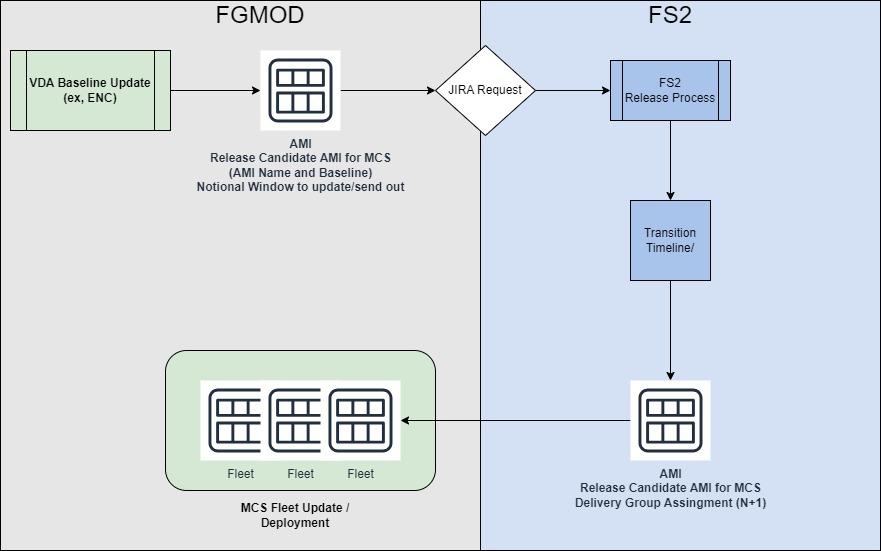 FGMOD
FS2
VDA Baseline Update
(ex, ENC)
AMI
Release Candidate AMI for MCS
(AMI Name and Baseline)
Notional Window to update/send out
JIRA Request
FS2
Release Process
Transition
Timeline/
AMI
Release Candidate AMI for MCS
Delivery Group Assingment (N+1)
Fleet
Fleet
Fleet
MCS Fleet Update /
Deployment